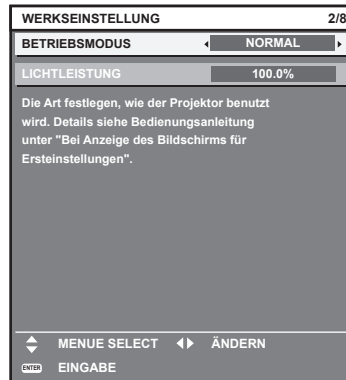 WERKSEINSTELLUNG 2/8
BETRIEBSMODUS NORMAL
LICHTLEISTUNG 100.0%
Die Art festlegen, wie der Projektor benutzt
wird. Details siehe Bedienungsanleitung
unter "Bei Anzeige des Bildschirms für
Ersteinstellungen".
MENUE SELECT ÄNDERN
ENTER EINGABE